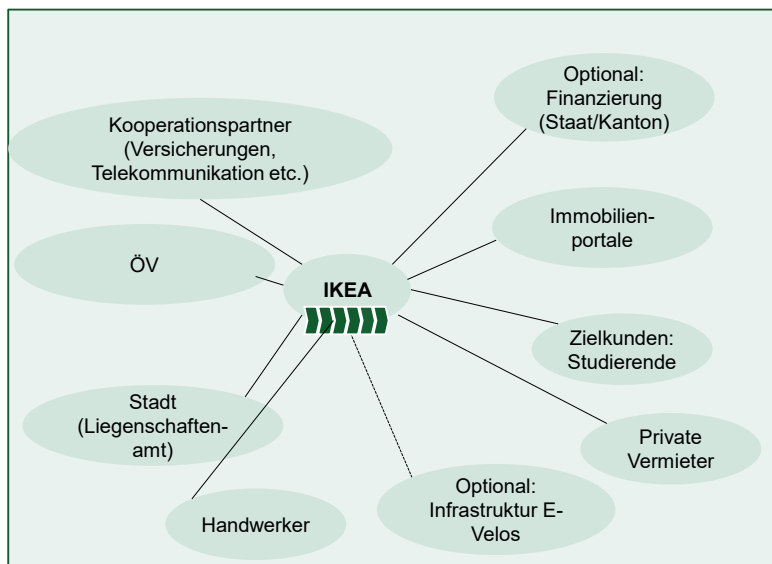 Optional:
Finanzierung
(Staat/Kanton)
Kooperationspartner
(Versicherungen,
Telekommunikation etc.)
Immobilien-
portale
ÖV
IKEA
Zielkunden:
Studierende
Stadt
(Liegenschaften-
amt)
Private
Vermieter
Optional:
Infrastruktur E-
Velos
Handwerker